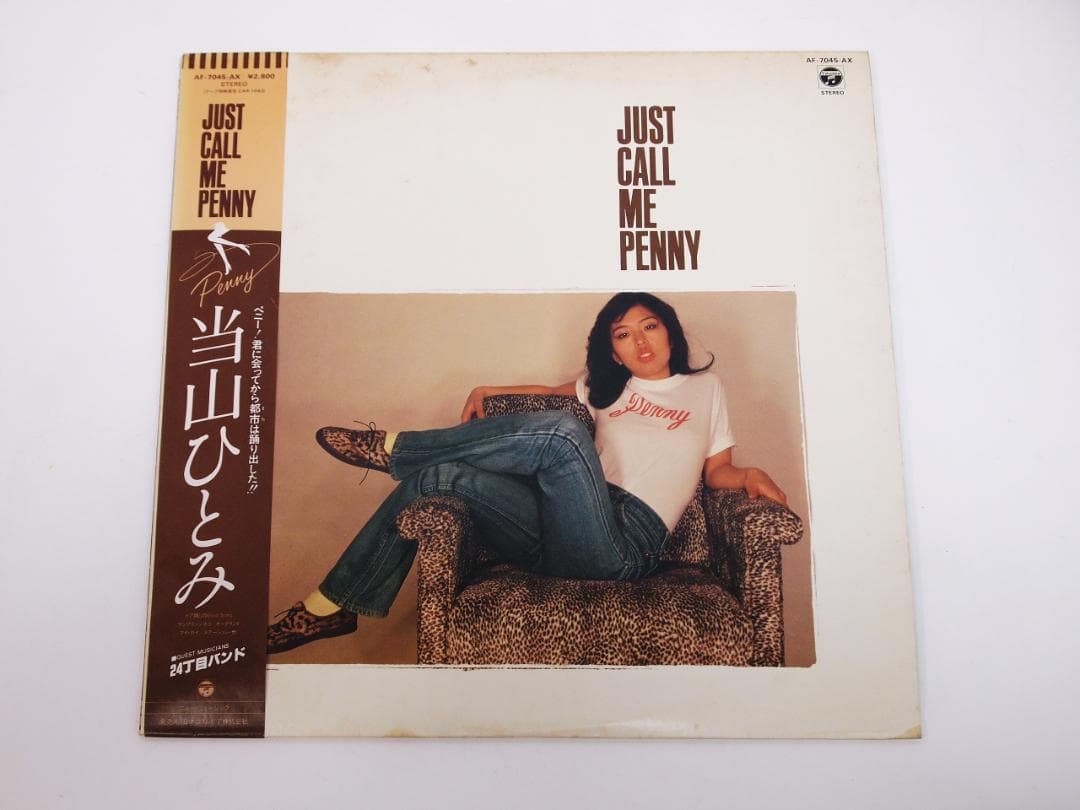 AF-7045-AX ¥2,800
STEREO
JUST
CALL
ME
PENNY
Penny
当山ひとみ
ペニー!君に会ってから都市は踊り出した!!
■GUEST MUSICIANS
24丁目バンド
AF-7045-AX
STEREO
JUST
CALL
ME
PENNY
Penny